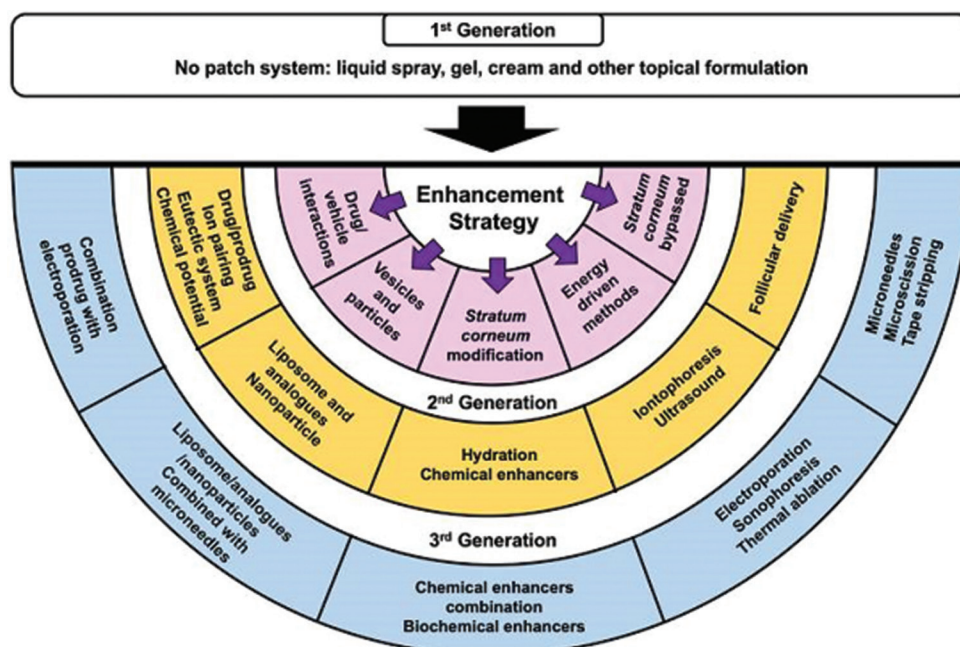 1st Generation
No patch system: liquid spray, gel, cream and other topical formulation
Enhancement
Strategy
Drug/
vehicle
interactions
Vesicles
and
particles
Stratum
corneum
modification
Energy
driven
methods
Stratum
corneum
bypassed
2nd Generation
Drug/prodrug
Ion pairing
Eutectic system
Chemical potential
Liposome and
analogues
Nanoparticle
Hydration
Chemical enhancers
Iontophoresis
Ultrasound
Follicular delivery
3rd Generation
Combination
prodrug with
electroporation
Liposome/analogues
/nanoparticles
Combined with
microneedles
Chemical enhancers
combination
Biochemical enhancers
Electroporation
Sonophoresis
Thermal ablation
Microneedles
Microscission
Tape stripping